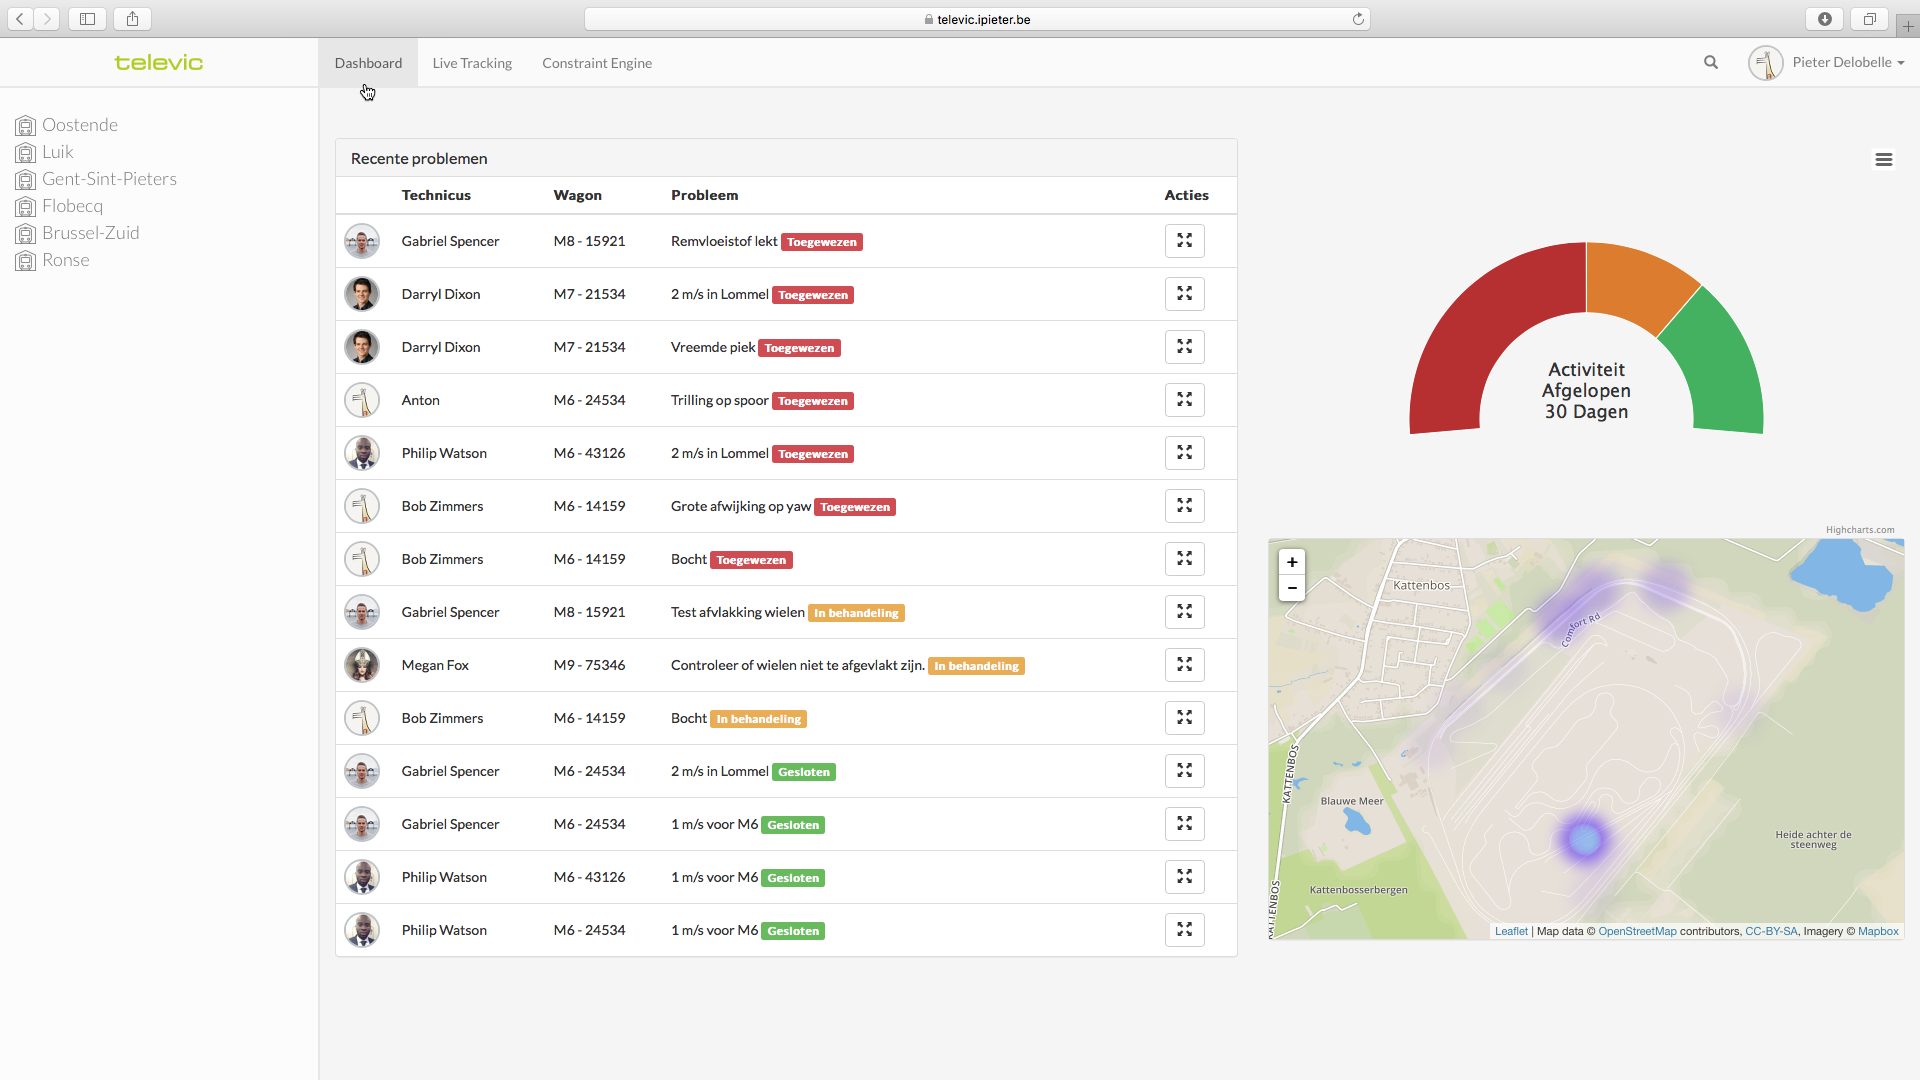 televic.ipieter.be
televic
Dashboard
Live Tracking
Constraint Engine
Pieter Delobelle
Oostende
Luik
Gent-Sint-Pieters
Flobecq
Brussel-Zuid
Ronse
Recente problemen
Technicus Wagon Probleem Acties
Gabriel Spencer M8 - 15921 Remvloeistof lekt Toegewezen
Darryl Dixon M7 - 21534 2 m/s in Lommel Toegewezen
Darryl Dixon M7 - 21534 Vreemde piek Toegewezen
Anton M6 - 24534 Trilling op spoor Toegewezen
Philip Watson M6 - 43126 2 m/s in Lommel Toegewezen
Bob Zimmers M6 - 14159 Grote afwijking op yaw Toegewezen
Bob Zimmers M6 - 14159 Bocht Toegewezen
Gabriel Spencer M8 - 15921 Test afvlakking wielen In behandeling
Megan Fox M9 - 75346 Controleer of wielen niet te afgevlakt zijn. In behandeling
Bob Zimmers M6 - 14159 Bocht In behandeling
Gabriel Spencer M6 - 24534 2 m/s in Lommel Gesloten
Gabriel Spencer M6 - 24534 1 m/s voor M6 Gesloten
Philip Watson M6 - 43126 1 m/s voor M6 Gesloten
Philip Watson M6 - 24534 1 m/s voor M6 Gesloten
Activiteit
Afgelopen
30 Dagen
Highcharts.com
+
−
Kattenbos
Comfort Rd
KATTENBOS
Blauwe Meer
Heide achter de
steenweg
Kattenbosserbergen
KATTENBOS
Leaflet | Map data © OpenStreetMap contributors, CC-BY-SA, Imagery © Mapbox